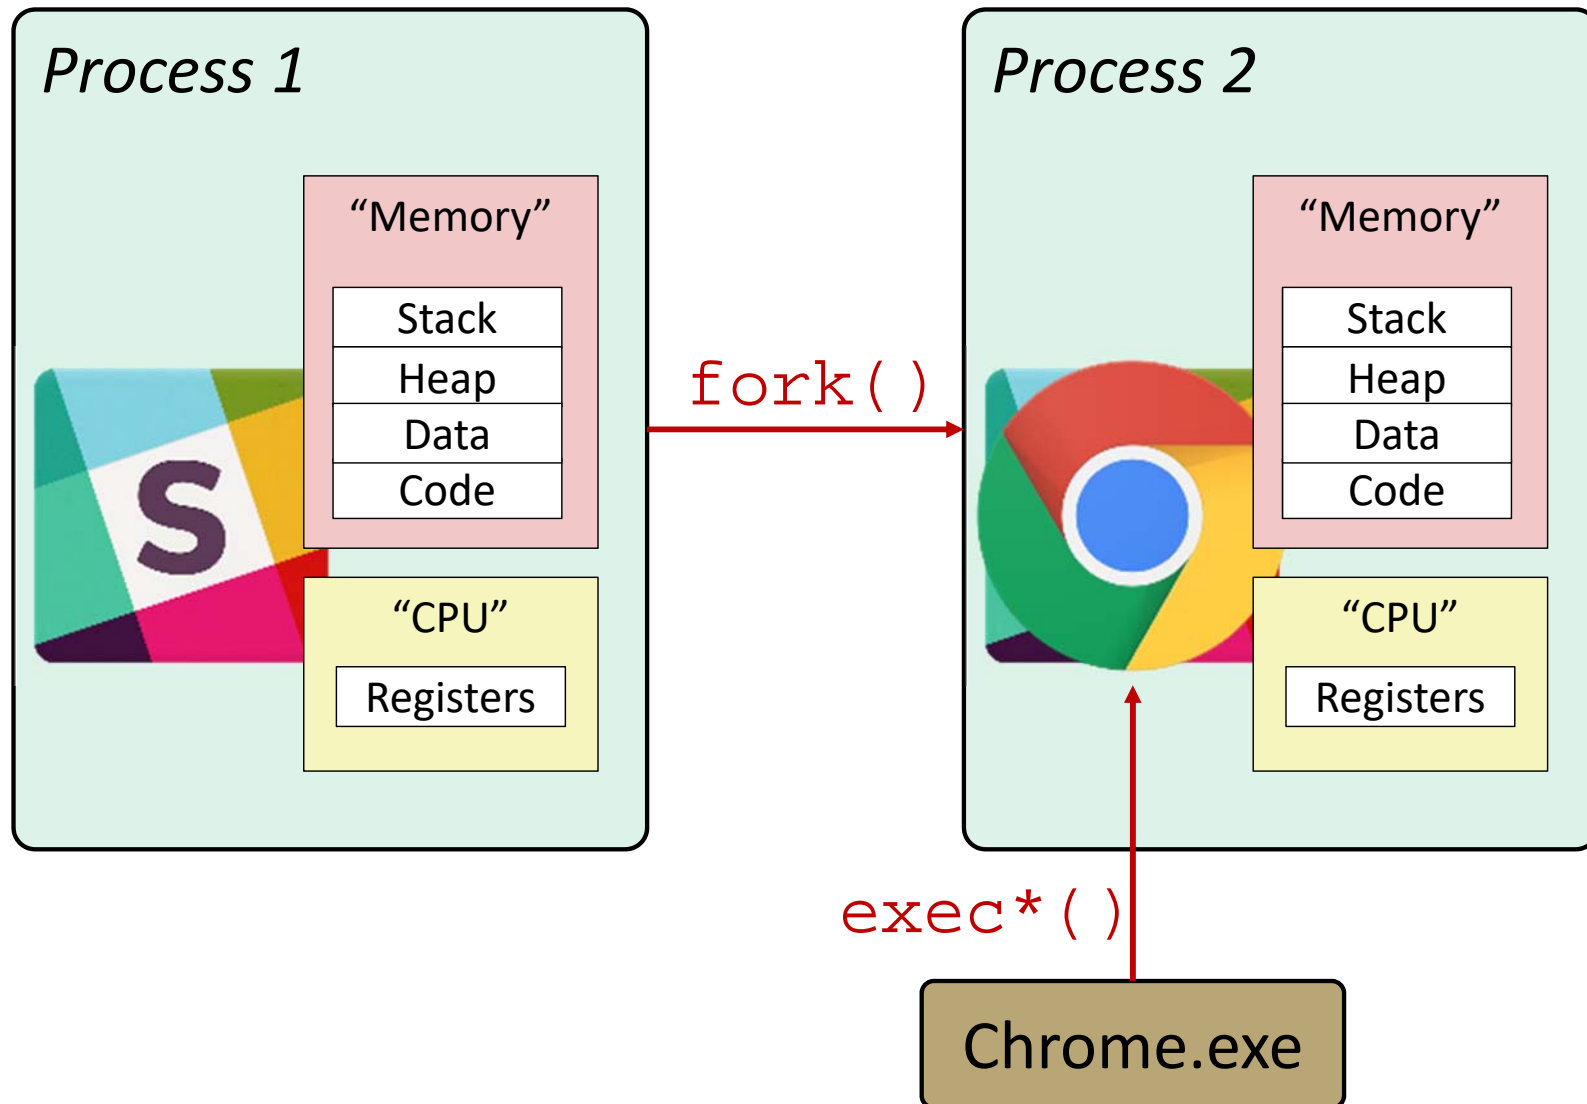 Process 1
“Memory”
Stack
Heap
Data
Code
S
“CPU”
Registers
fork()
Process 2
“Memory”
Stack
Heap
Data
Code
“CPU”
Registers
exec*()
Chrome.exe